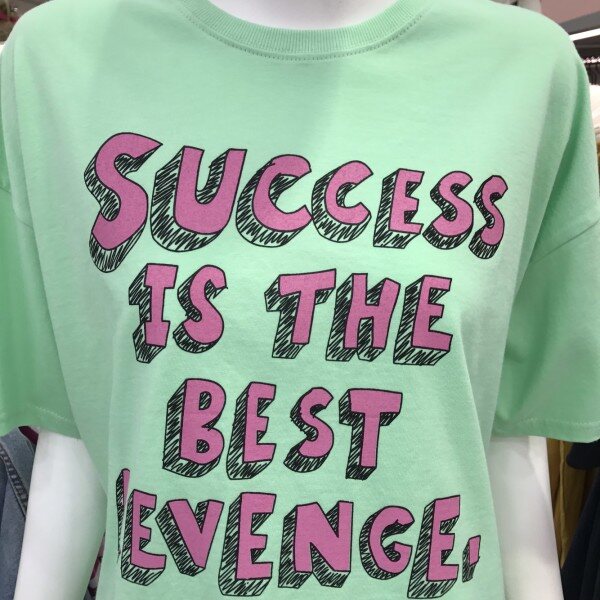 SUCCESS
IS THE
BEST
REVENGE.